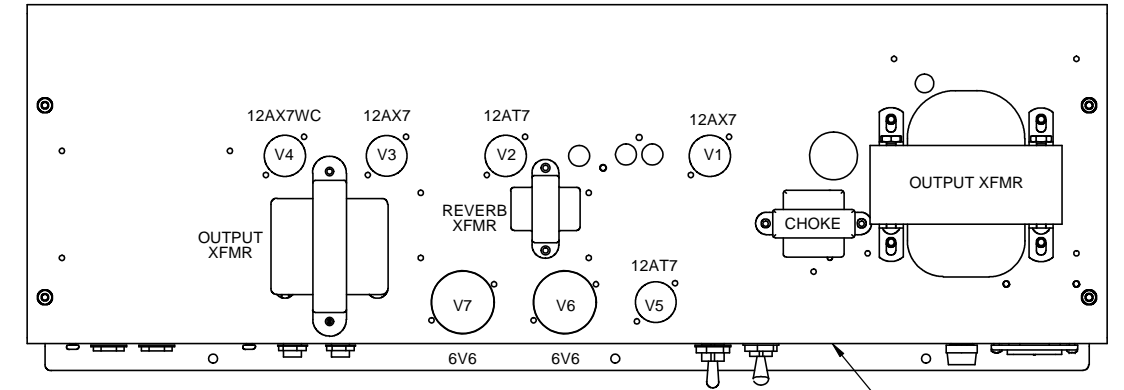 12AX7WC
12AX7
12AT7
12AX7
V4
V3
V2
V1
OUTPUT XFMR
REVERB
XFMR
CHOKE
OUTPUT
XFMR
12AT7
V7
V6
V5
6V6
6V6